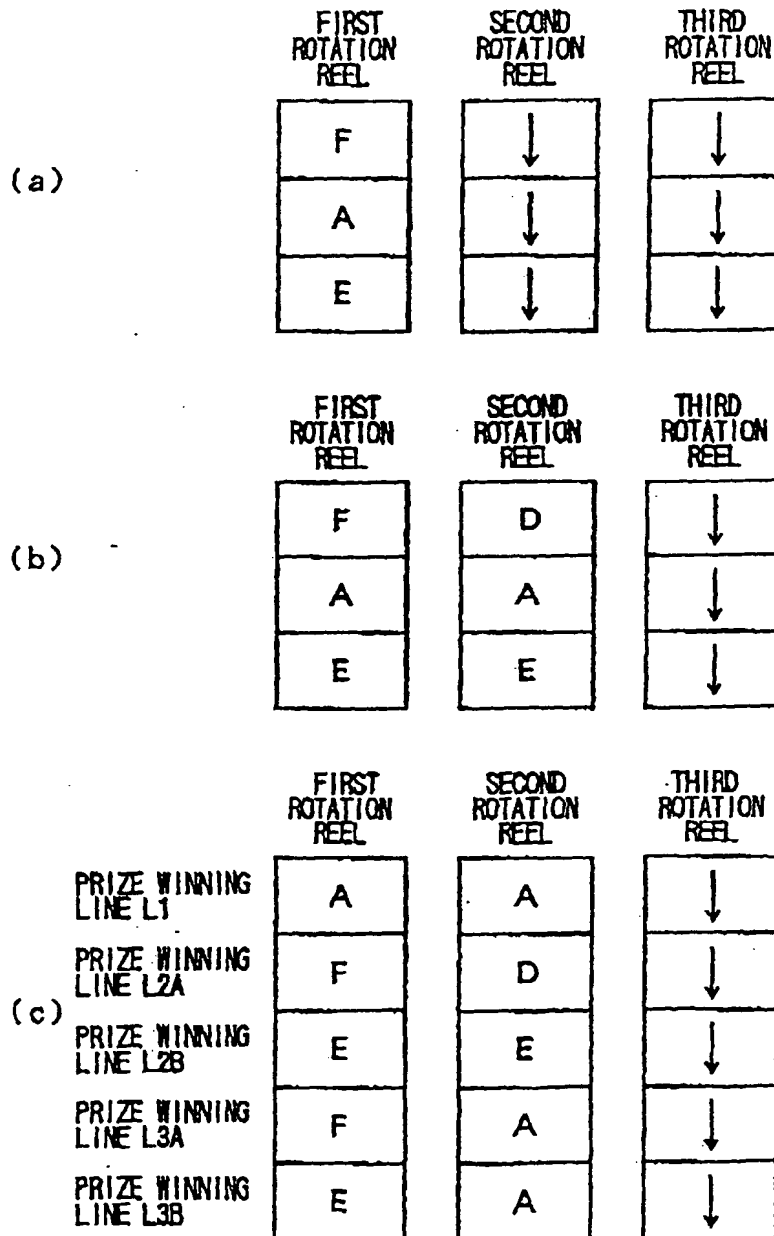 FIRST ROTATION REEL
SECOND ROTATION REEL
THIRD ROTATION REEL
(a)
F ↓ ↓
A ↓ ↓
E ↓ ↓
FIRST ROTATION REEL
SECOND ROTATION REEL
THIRD ROTATION REEL
(b)
F D ↓
A A ↓
E E ↓
FIRST ROTATION REEL
SECOND ROTATION REEL
THIRD ROTATION REEL
(c)
PRIZE WINNING
LINE L1 A A ↓
PRIZE WINNING
LINE L2A F D ↓
PRIZE WINNING
LINE L2B E E ↓
PRIZE WINNING
LINE L3A F A ↓
PRIZE WINNING
LINE L3B E A ↓